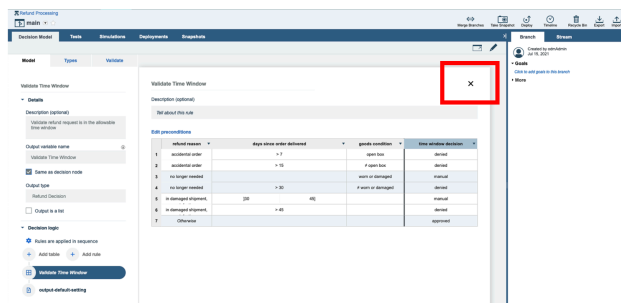 Refund Processing
main
Merge Branches
Take Snapshot
Deploy
Timeline
Recycle Bin
Export
Import
Decision Model
Tests
Simulations
Deployments
Snapshots
Branch
Stream
Created by odmAdmin
Jul 15, 2021
Goals
Click to add goals in this branch
More
Model
Types
Validate
Validate Time Window
Details
Description (optional)
Validate refund request is in the allowable
time window
Output variable name
Validate Time Window
Same as decision node
Output type
Refund Decision
Output is a list
Decision logic
Rules are applied in sequence
+ Add table
+ Add rule
Validate Time Window
output-default-setting
Validate Time Window
Description (optional)
Tell about this rule
Edit preconditions
refund reason days since order delivered goods condition time window decision
1 accidental order > 7 open box denied
2 accidental order > 15 ≠ open box denied
3 no longer needed worn or damaged manual
4 no longer needed > 30 ≠ worn or damaged denied
5 in damaged shipment, [30 45] manual
6 in damaged shipment, > 45 denied
7 Otherwise approved